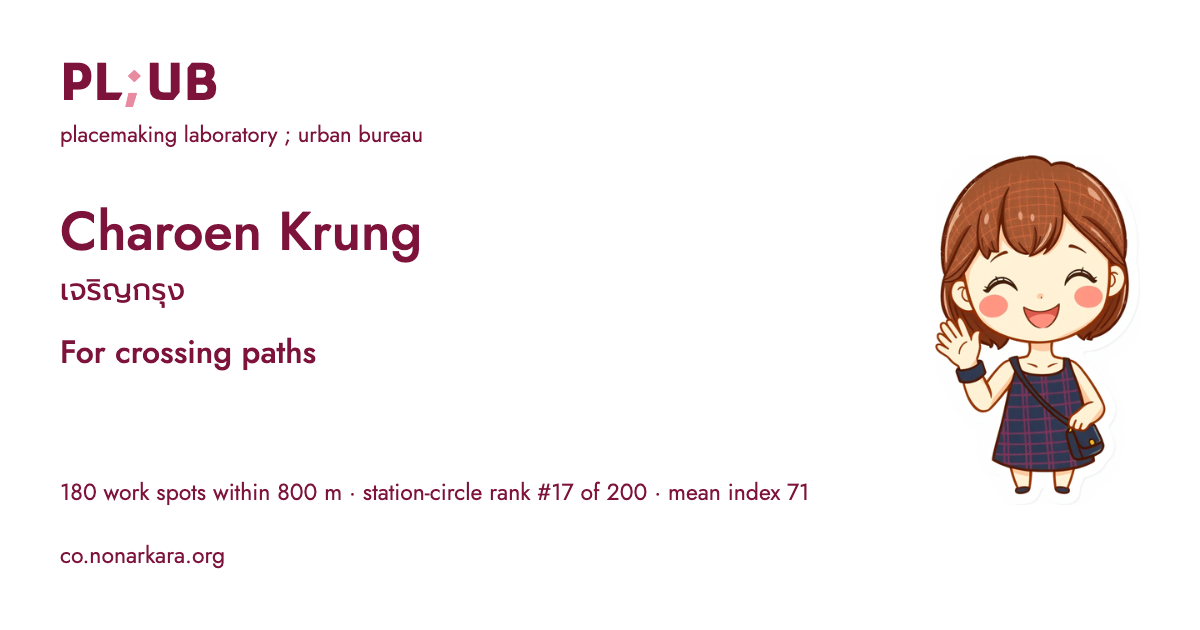 PL;UB
placemaking laboratory ; urban bureau
Charoen Krung
เจริญกรุง
For crossing paths
180 work spots within 800 m · station-circle rank #17 of 200 · mean index 71
co.nonarkara.org